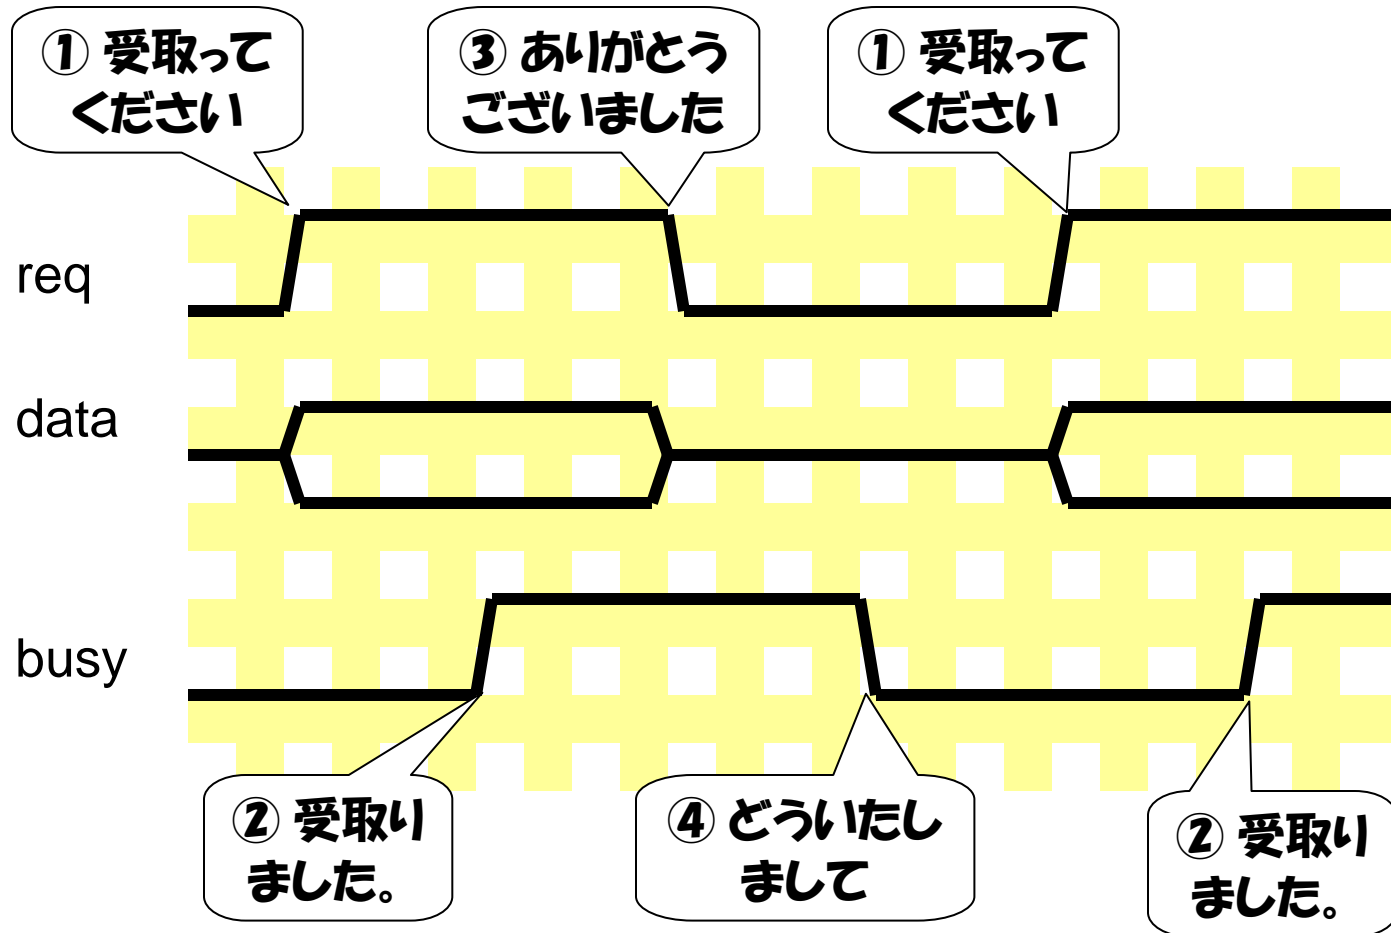 ① 受取って
ください
③ ありがとう
ございました
① 受取って
ください
req
data
busy
② 受取り
ました。
④ どういたし
まして
② 受取り
ました。